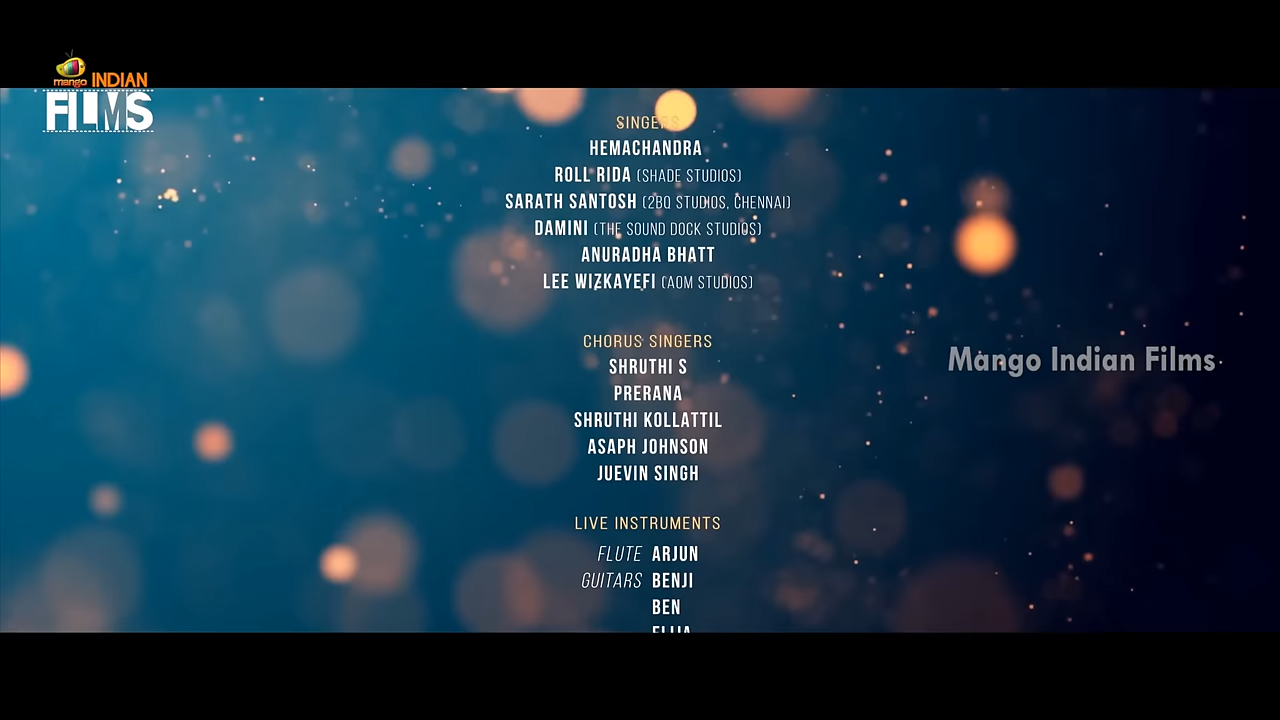 mango INDIAN
FILMS
SINGERS
HEMACHANDRA
ROLL RIDA (SHADE STUDIOS)
SARATH SANTOSH (2BQ STUDIOS, CHENNAI)
DAMINI (THE SOUND DOCK STUDIOS)
ANURADHA BHATT
LEE WIZKAYEFI (AOM STUDIOS)
CHORUS SINGERS
SHRUTHI S
PRERANA
SHRUTHI KOLLATTIL
ASAPH JOHNSON
JUEVIN SINGH
Mango Indian Films
LIVE INSTRUMENTS
FLUTE ARJUN
GUITARS BENJI
BEN